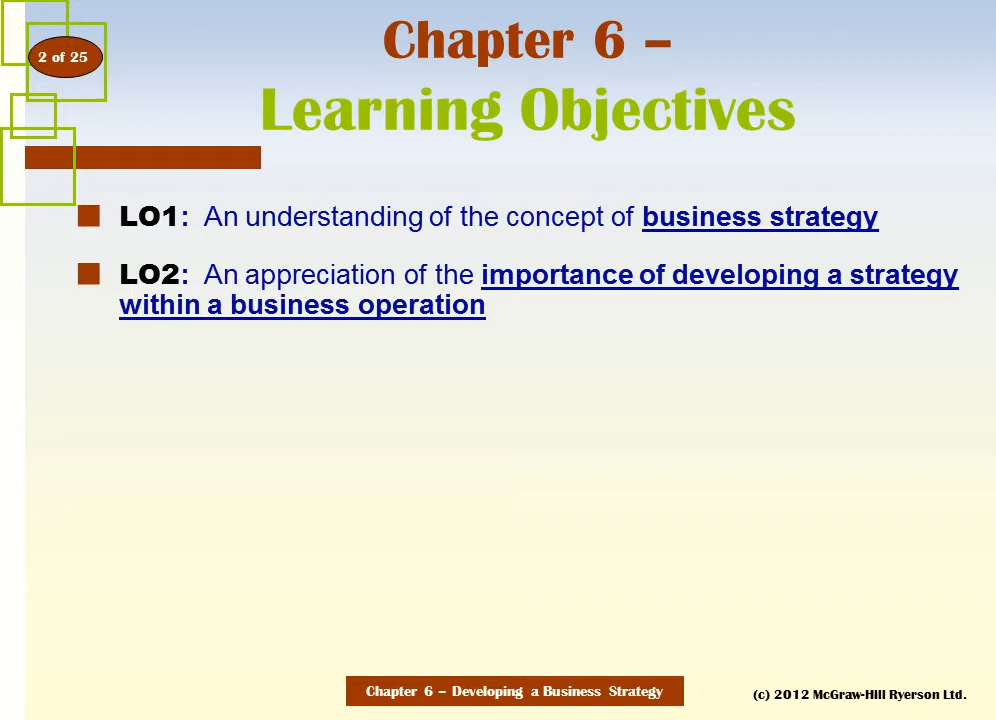 2 of 25
Chapter 6 –
Learning Objectives
LO1: An understanding of the concept of business strategy
LO2: An appreciation of the importance of developing a strategy
within a business operation
Chapter 6 – Developing a Business Strategy
(c) 2012 McGraw-Hill Ryerson Ltd.